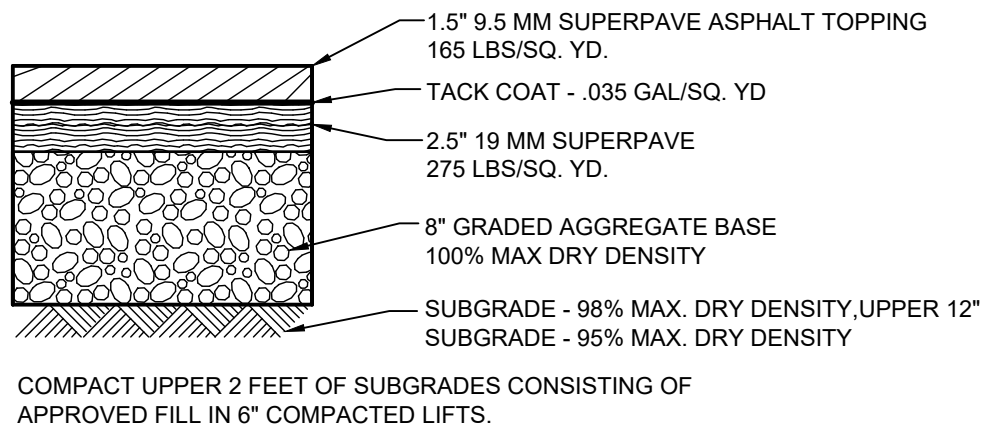 1.5" 9.5 MM SUPERPAVE ASPHALT TOPPING
165 LBS/SQ. YD.
TACK COAT - .035 GAL/SQ. YD
2.5" 19 MM SUPERPAVE
275 LBS/SQ. YD.
8" GRADED AGGREGATE BASE
100% MAX DRY DENSITY
SUBGRADE - 98% MAX. DRY DENSITY,UPPER 12"
SUBGRADE - 95% MAX. DRY DENSITY
COMPACT UPPER 2 FEET OF SUBGRADES CONSISTING OF
APPROVED FILL IN 6" COMPACTED LIFTS.